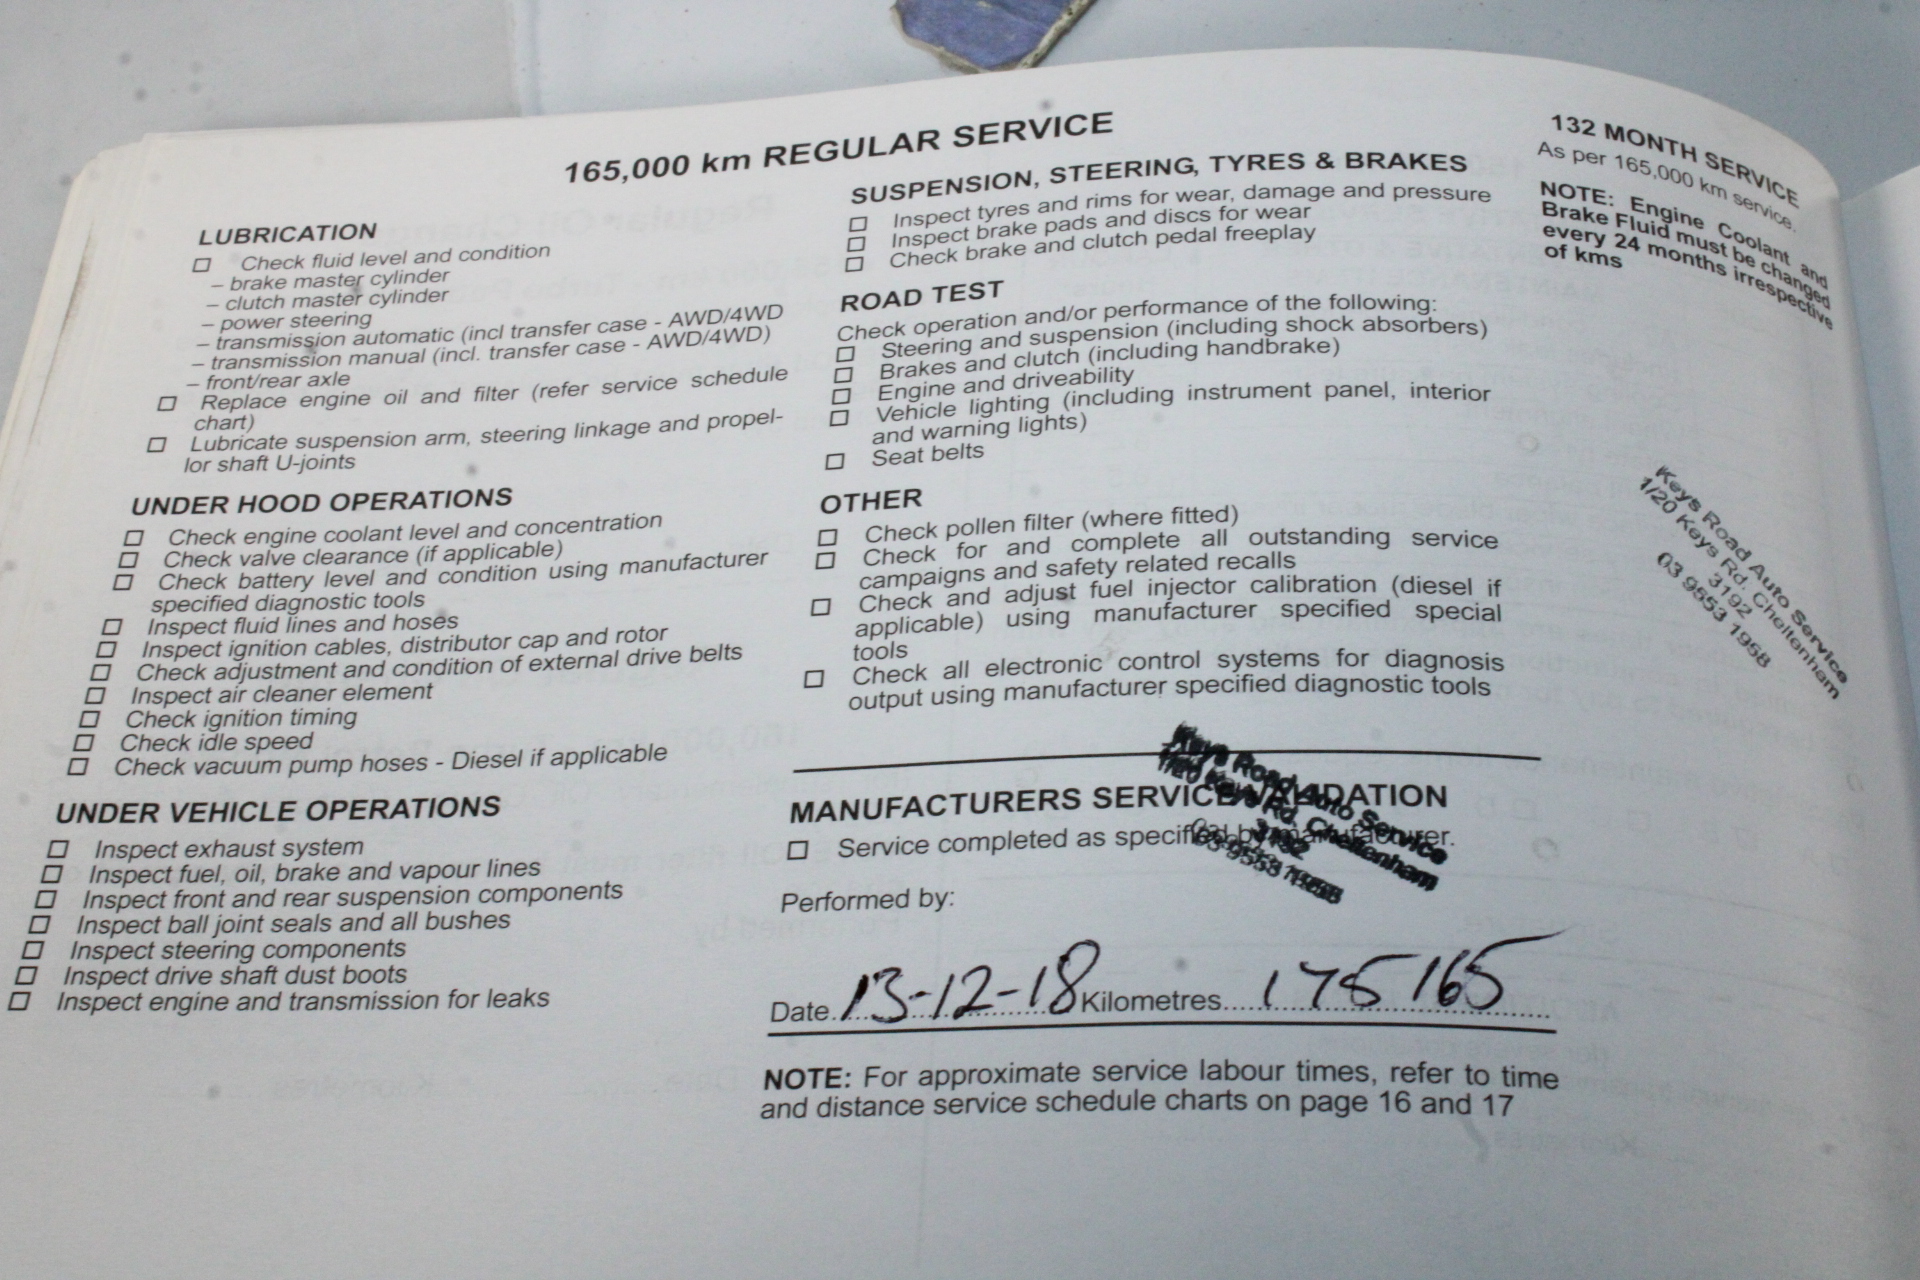 165,000 km REGULAR SERVICE
LUBRICATION
Check fluid level and condition
– brake master cylinder
– clutch master cylinder
– power steering
– transmission automatic (incl transfer case - AWD/4WD
– transmission manual (incl. transfer case - AWD/4WD)
– front/rear axle
Replace engine oil and filter (refer service schedule
chart)
Lubricate suspension arm, steering linkage and propel-
lor shaft U-joints
UNDER HOOD OPERATIONS
Check engine coolant level and concentration
Check valve clearance (if applicable)
Check battery level and condition using manufacturer
specified diagnostic tools
Inspect fluid lines and hoses
Inspect ignition cables, distributor cap and rotor
Check adjustment and condition of external drive belts
Inspect air cleaner element
Check ignition timing
Check idle speed
Check vacuum pump hoses - Diesel if applicable
UNDER VEHICLE OPERATIONS
Inspect exhaust system
Inspect fuel, oil, brake and vapour lines
Inspect front and rear suspension components
Inspect ball joint seals and all bushes
Inspect steering components
Inspect drive shaft dust boots
Inspect engine and transmission for leaks
SUSPENSION, STEERING, TYRES & BRAKES
Inspect tyres and rims for wear, damage and pressure
Inspect brake pads and discs for wear
Check brake and clutch pedal freeplay
ROAD TEST
Check operation and/or performance of the following:
Steering and suspension (including shock absorbers)
Brakes and clutch (including handbrake)
Engine and driveability
Vehicle lighting (including instrument panel, interior
and warning lights)
Seat belts
OTHER
Check pollen filter (where fitted)
Check for and complete all outstanding service
campaigns and safety related recalls
Check and adjust fuel injector calibration (diesel if
applicable) using manufacturer specified special
tools
Check all electronic control systems for diagnosis
output using manufacturer specified diagnostic tools
MANUFACTURERS SERVICE VALIDATION
Service completed as specified by manufacturer.
Keys Road Auto Service
1/20 Keys Rd, Cheltenham
3192
03 9553 1958
Performed by:
Date 13-12-18 Kilometres 175165
NOTE: For approximate service labour times, refer to time
and distance service schedule charts on page 16 and 17
132 MONTH SERVICE
As per 165,000 km service.
NOTE: Engine Coolant and
Brake Fluid must be changed
every 24 months irrespective
of kms
Keys Road Auto Service
1/20 Keys Rd, Cheltenham
3192
03 9553 1958